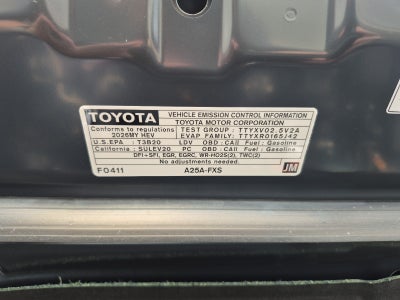 TOYOTA
VEHICLE EMISSION CONTROL INFORMATION
TOYOTA MOTOR CORPORATION
Conforms to regulations
2026MY HEV
TEST GROUP : TTYXV02.5V2A
EVAP FAMILY: TTYXR0165J42
U.S.EPA : T3B20 LDV OBD:CAII Fuel: Gasoline
California : SULEV20 PC OBD:CAII Fuel: Gasoline
DFI+SFI, EGR, EGRC, WR-HO2S(2), TWC(2)
No adjustments needed.
F0411 A25A-FXS JM